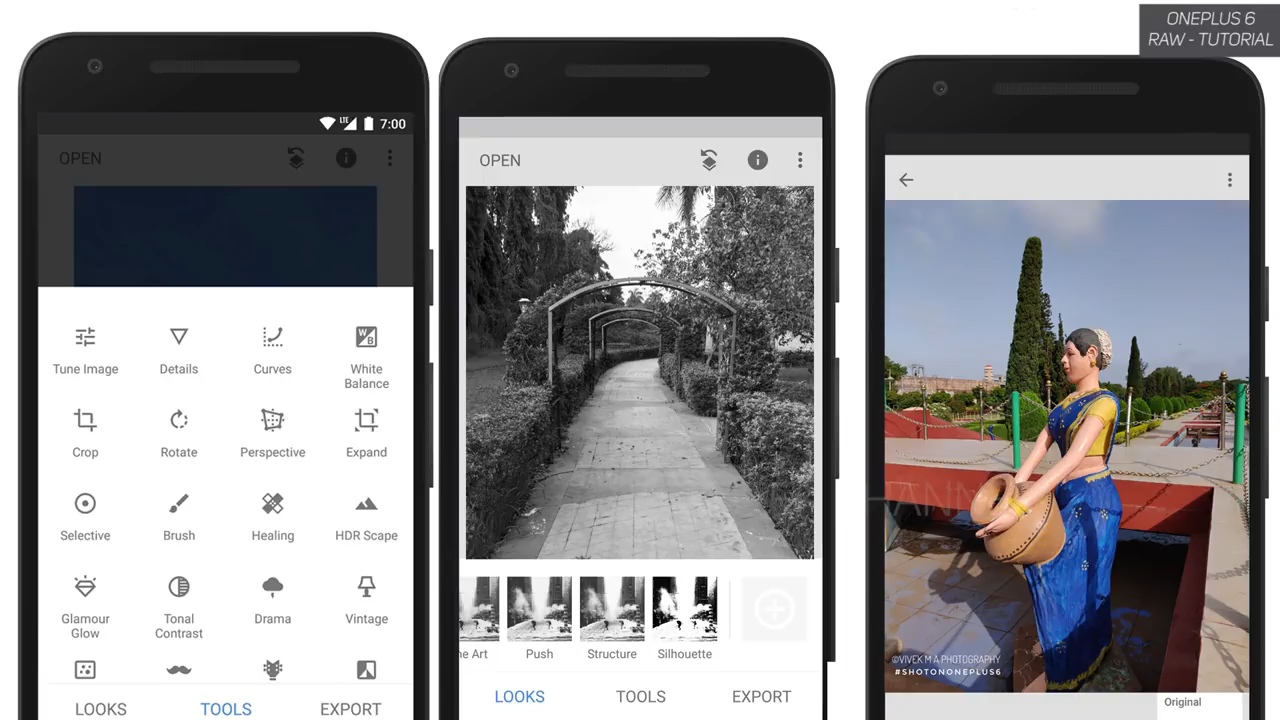 ONEPLUS 6
RAW - TUTORIAL
LTE 7:00
OPEN
Tune Image
Details
Curves
White
Balance
Crop
Rotate
Perspective
Expand
Selective
Brush
Healing
HDR Scape
Glamour
Glow
Tonal
Contrast
Drama
Vintage
LOOKS
TOOLS
EXPORT
OPEN
ne Art
Push
Structure
Silhouette
LOOKS
TOOLS
EXPORT
©VIVEK M A PHOTOGRAPHY
#SHOTONONEPLUS6
Original